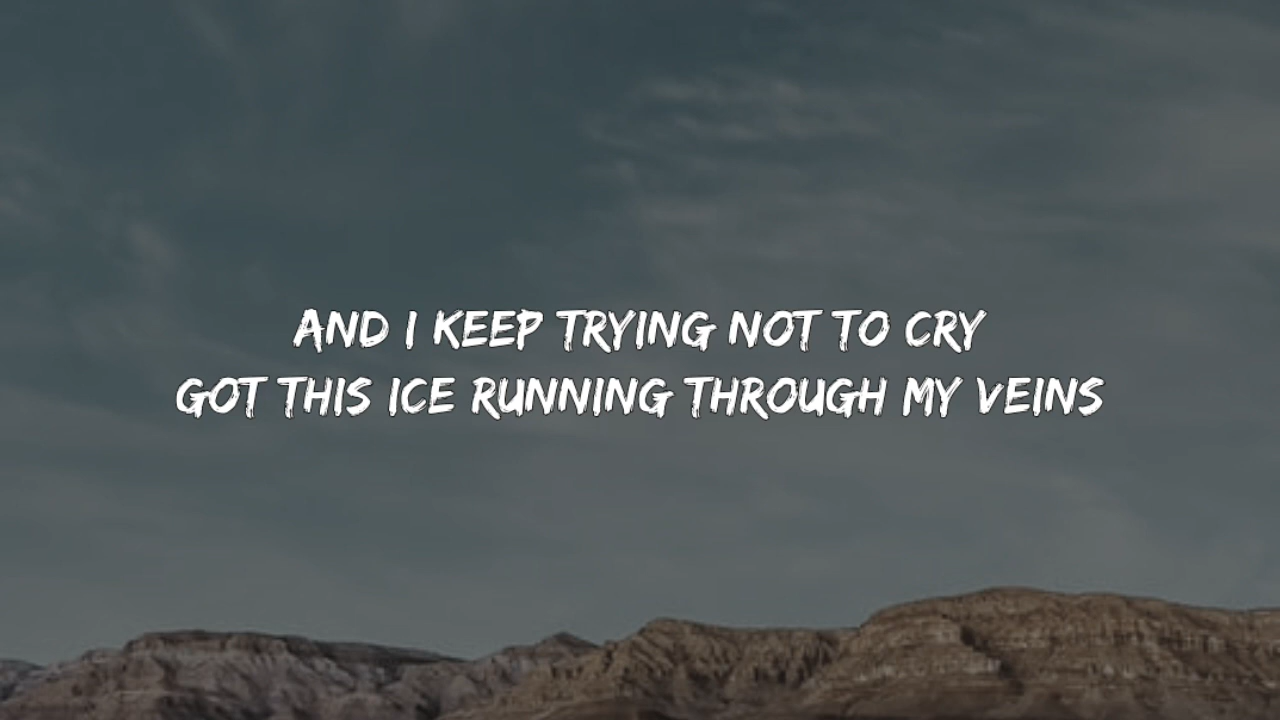 AND I KEEP TRYING NOT TO CRY
GOT THIS ICE RUNNING THROUGH MY VEINS